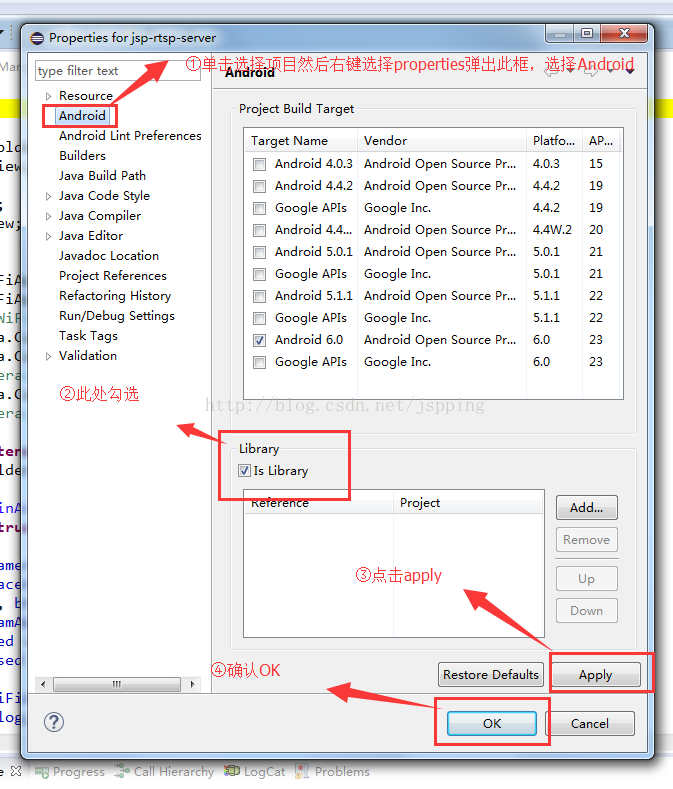 Properties for jsp-rtsp-server
①单击选择项目然后右键选择properties弹出此框，选择Android
type filter text
Android
Resource
Android
Android Lint Preferences
Builders
Java Build Path
Java Code Style
Java Compiler
Java Editor
Javadoc Location
Project References
Refactoring History
Run/Debug Settings
Task Tags
Validation
②此处勾选
Project Build Target
Target Name Vendor Platfo... AP...
Android 4.0.3 Android Open Source Pr... 4.0.3 15
Android 4.4.2 Android Open Source Pr... 4.4.2 19
Google APIs Google Inc. 4.4.2 19
Android 4.4... Android Open Source Pr... 4.4W.2 20
Android 5.0.1 Android Open Source Pr... 5.0.1 21
Google APIs Google Inc. 5.0.1 21
Android 5.1.1 Android Open Source Pr... 5.1.1 22
Google APIs Google Inc. 5.1.1 22
Android 6.0 Android Open Source Pr... 6.0 23
Google APIs Google Inc. 6.0 23
http://blog.csdn.net/jspping
Library
Is Library
Reference Project
Add...
Remove
Up
Down
③点击apply
④确认OK
Restore Defaults Apply
OK Cancel
Progress Call Hierarchy LogCat Problems